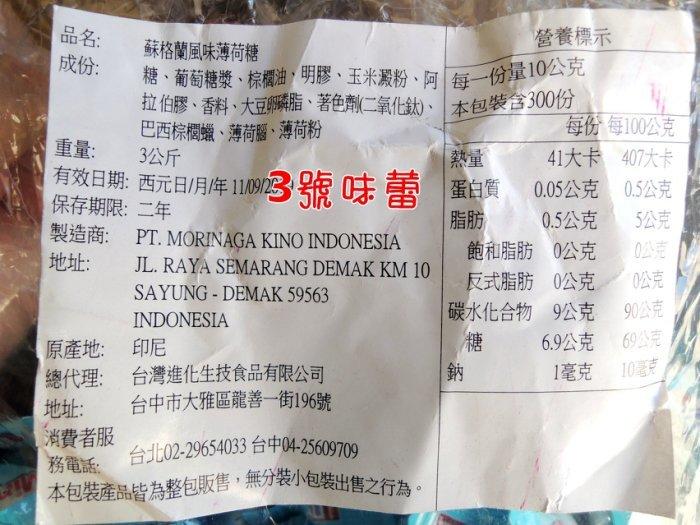 品名: 蘇格蘭風味薄荷糖
成份: 糖、葡萄糖漿、棕櫚油、明膠、玉米澱粉、阿
拉伯膠、香料、大豆卵磷脂、著色劑(二氧化鈦)、
巴西棕櫚蠟、薄荷腦、薄荷粉
重量: 3公斤
有效日期: 西元日/月/年 11/09/20
保存期限: 二年
製造商: PT. MORINAGA KINO INDONESIA
地址: JL. RAYA SEMARANG DEMAK KM 10
SAYUNG - DEMAK 59563
INDONESIA
原產地: 印尼
總代理: 台灣進化生技食品有限公司
地址: 台中市大雅區龍善一街196號
消費者服
務電話: 台北02-29654033 台中04-25609709
本包裝產品皆為整包販售，無分裝小包裝出售之行為。
3號味蕾
營養標示
每一份量10公克
本包裝含300份
每份 每100公克
熱量 41大卡 407大卡
蛋白質 0.05公克 0.5公克
脂肪 0.5公克 5公克
飽和脂肪 0公克 0公克
反式脂肪 0公克 0公克
碳水化合物 9公克 90公克
糖 6.9公克 69公克
鈉 1毫克 10毫克